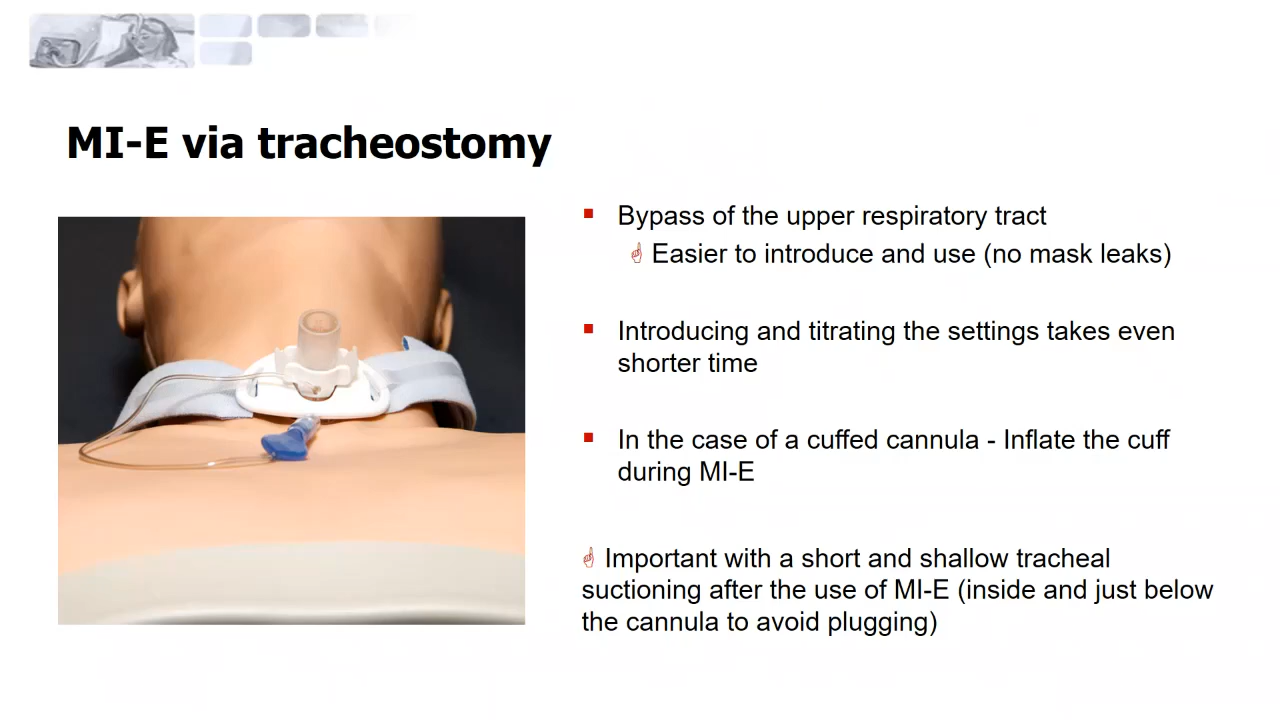 MI-E via tracheostomy
Bypass of the upper respiratory tract
Easier to introduce and use (no mask leaks)
Introducing and titrating the settings takes even
shorter time
In the case of a cuffed cannula - Inflate the cuff
during MI-E
Important with a short and shallow tracheal
suctioning after the use of MI-E (inside and just below
the cannula to avoid plugging)